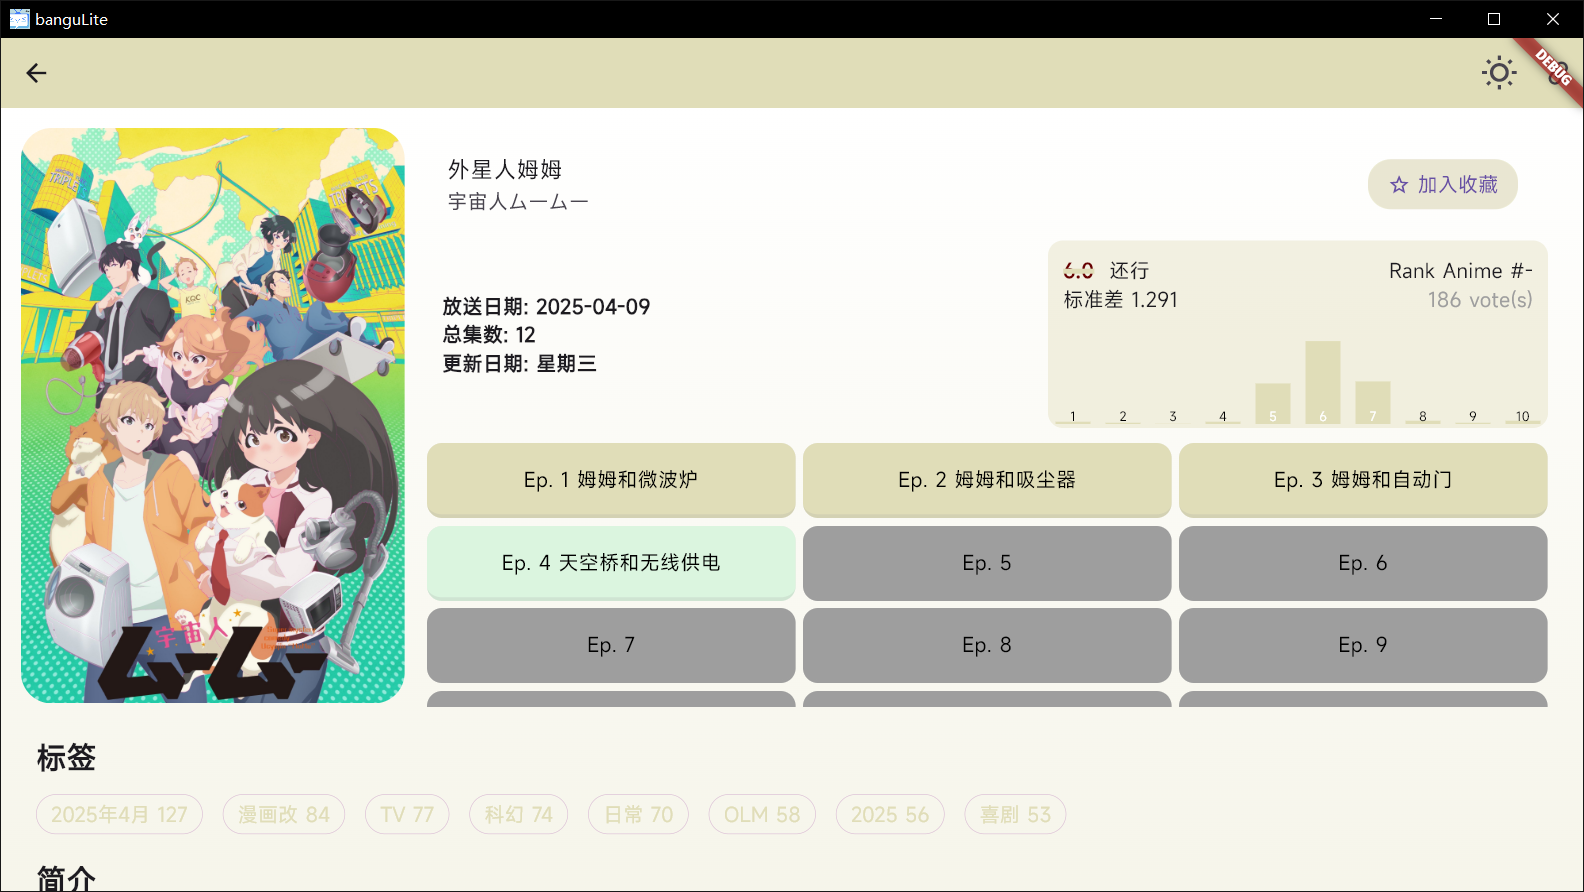 banguLite
DEBUG
外星人姆姆
宇宙人ムームー
加入收藏
6.0 还行
Rank Anime #-
标准差 1.291
186 vote(s)
放送日期: 2025-04-09
总集数: 12
更新日期: 星期三
1 2 3 4 5 6 7 8 9 10
Ep. 1 姆姆和微波炉
Ep. 2 姆姆和吸尘器
Ep. 3 姆姆和自动门
Ep. 4 天空桥和无线供电
Ep. 5
Ep. 6
Ep. 7
Ep. 8
Ep. 9
KQC
宇宙人
ムームー
标签
2025年4月 127
漫画改 84
TV 77
科幻 74
日常 70
OLM 58
2025 56
喜剧 53
简介